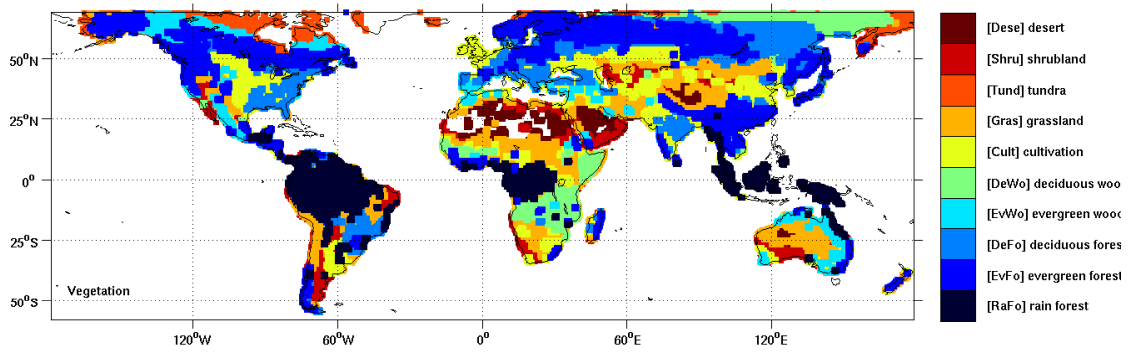 50°N
25°N
0°
25°S
50°S
Vegetation
120°W
60°W
0°
60°E
120°E
[Dese] desert
[Shru] shrubland
[Tund] tundra
[Gras] grassland
[Cult] cultivation
[DeWo] deciduous woo
[EvWo] evergreen wood
[DeFo] deciduous fores
[EvFo] evergreen forest
[RaFo] rain forest